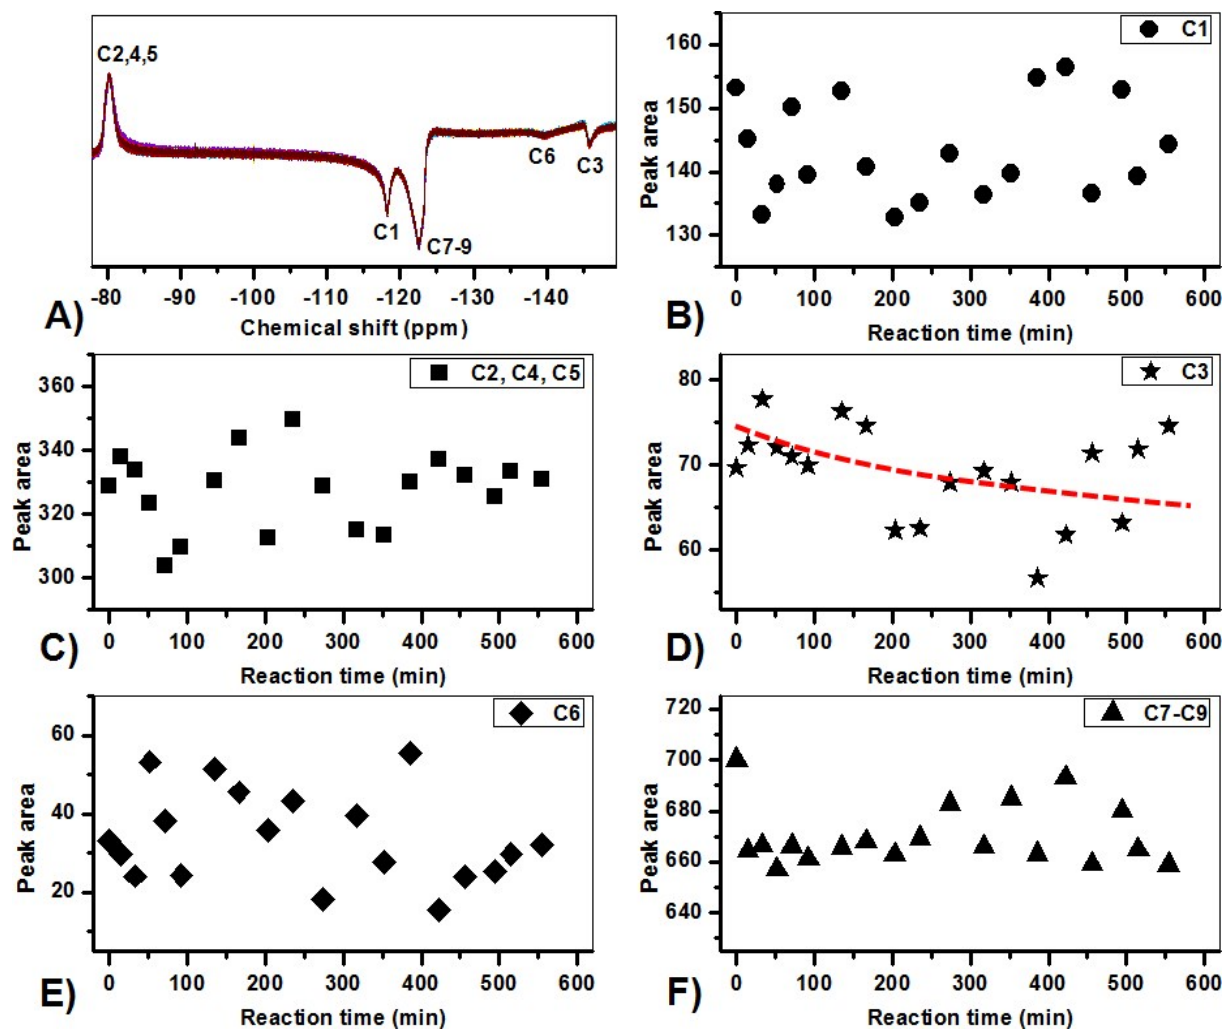 C2,4,5
C6
C3
C1
C7-9
-80 -90 -100 -110 -120 -130 -140
Chemical shift (ppm)
A)
C1
160
150
140
130
Peak area
0 100 200 300 400 500 600
Reaction time (min)
B)
C2, C4, C5
360
340
320
300
Peak area
0 100 200 300 400 500 600
Reaction time (min)
C)
C3
80
70
60
Peak area
0 100 200 300 400 500 600
Reaction time (min)
D)
C6
60
40
20
Peak area
0 100 200 300 400 500 600
Reaction time (min)
E)
C7-C9
720
700
680
660
640
Peak area
0 100 200 300 400 500 600
Reaction time (min)
F)